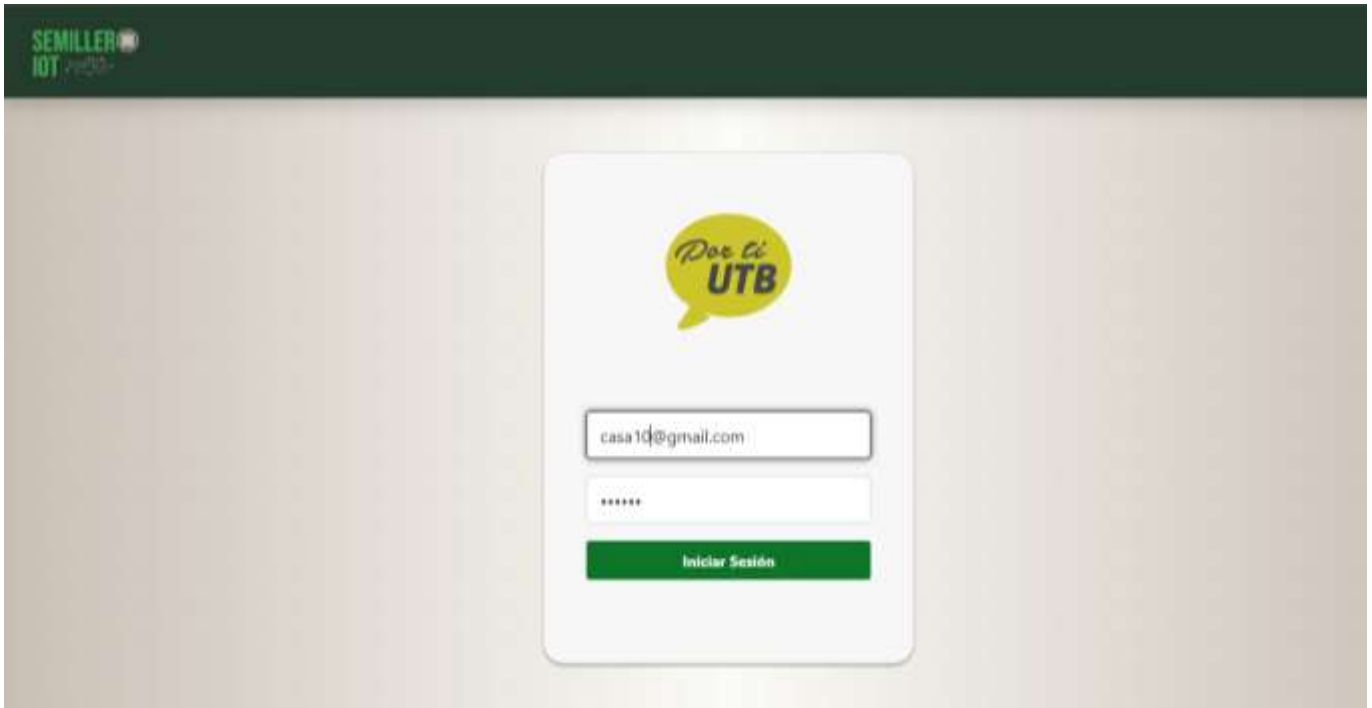 SEMILLERO
IOT
Por ti
UTB
casa10@gmail.com
••••••
Iniciar Sesión